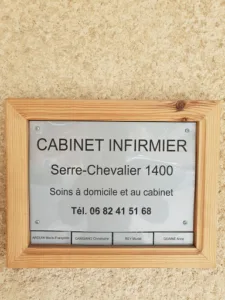 CABINET INFIRMIER
Serre-Chevalier 1400
Soins à domicile et au cabinet
Tél. 06 82 41 51 68